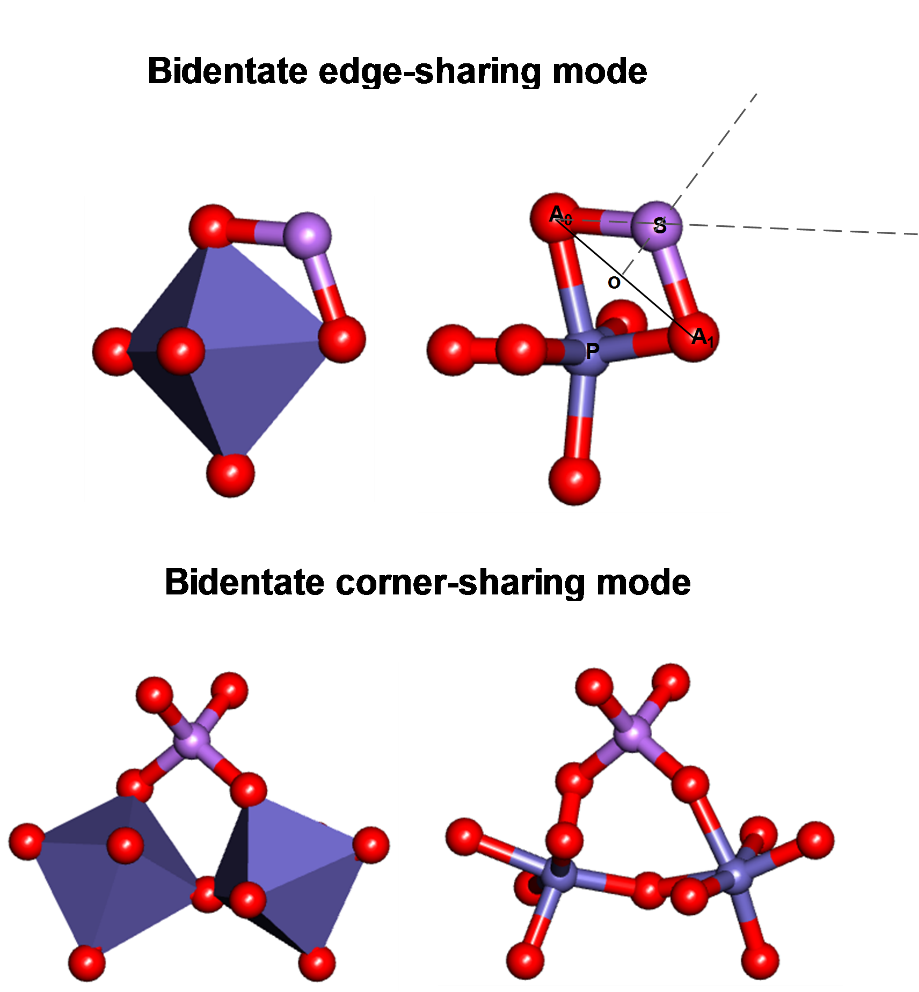 Bidentate edge-sharing mode
A₀ S
O
A₁
P
Bidentate corner-sharing mode